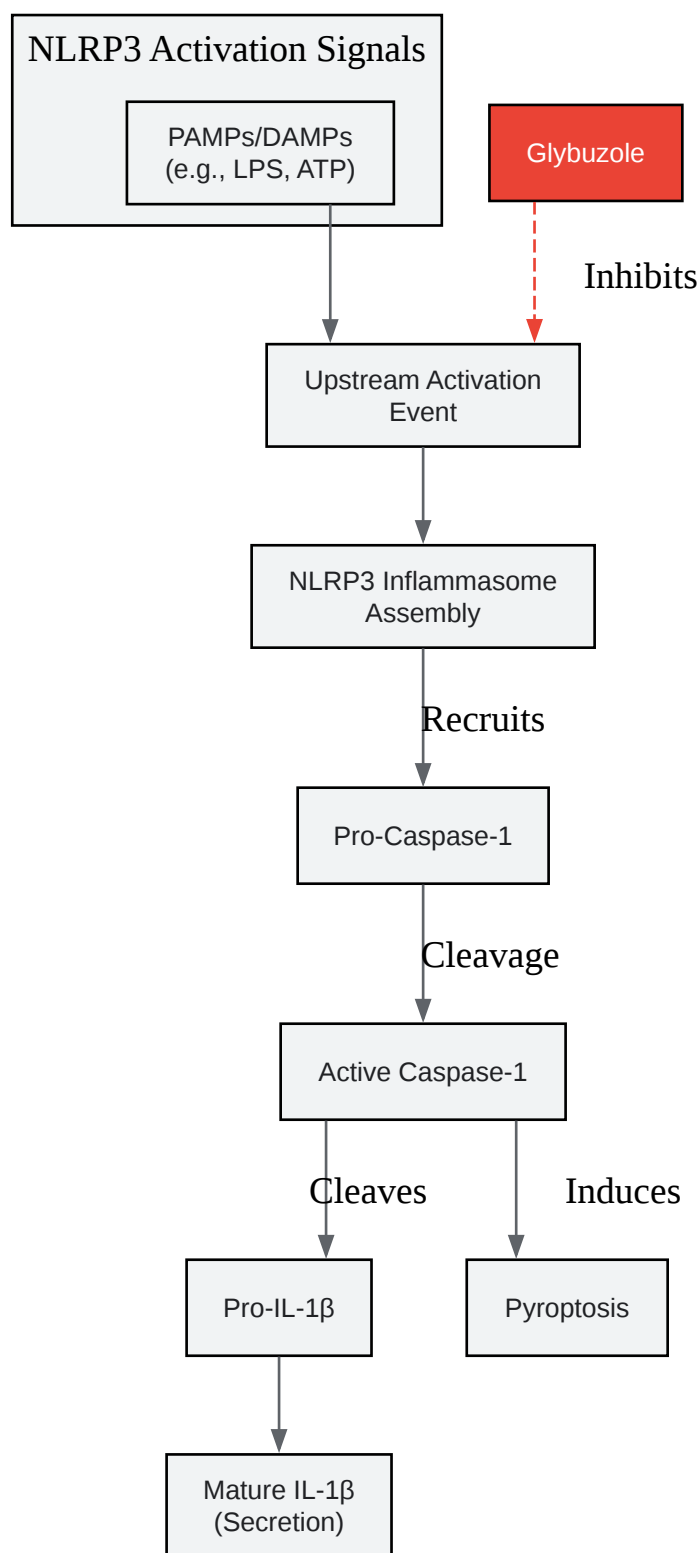 NLRP3 Activation Signals
PAMPs/DAMPs
(e.g., LPS, ATP)
Glybuzole
Inhibits
Upstream Activation
Event
NLRP3 Inflammasome
Assembly
Recruits
Pro-Caspase-1
Cleavage
Active Caspase-1
Cleaves
Induces
Pro-IL-1β
Pyroptosis
Mature IL-1β
(Secretion)